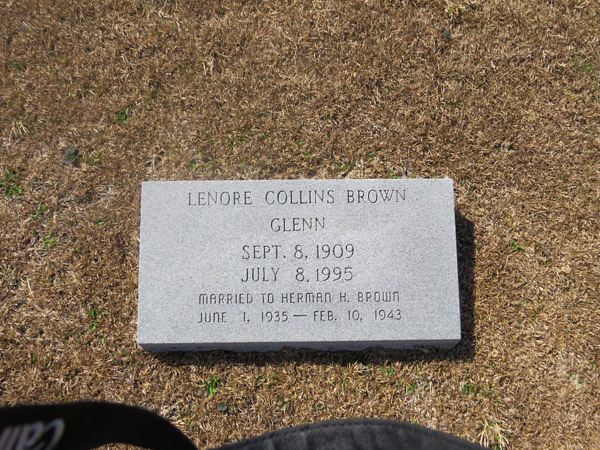 LENORE COLLINS BROWN
GLENN
SEPT. 8, 1909
JULY 8, 1995
MARRIED TO HERMAN H. BROWN
JUNE 1, 1935 — FEB. 10, 1943